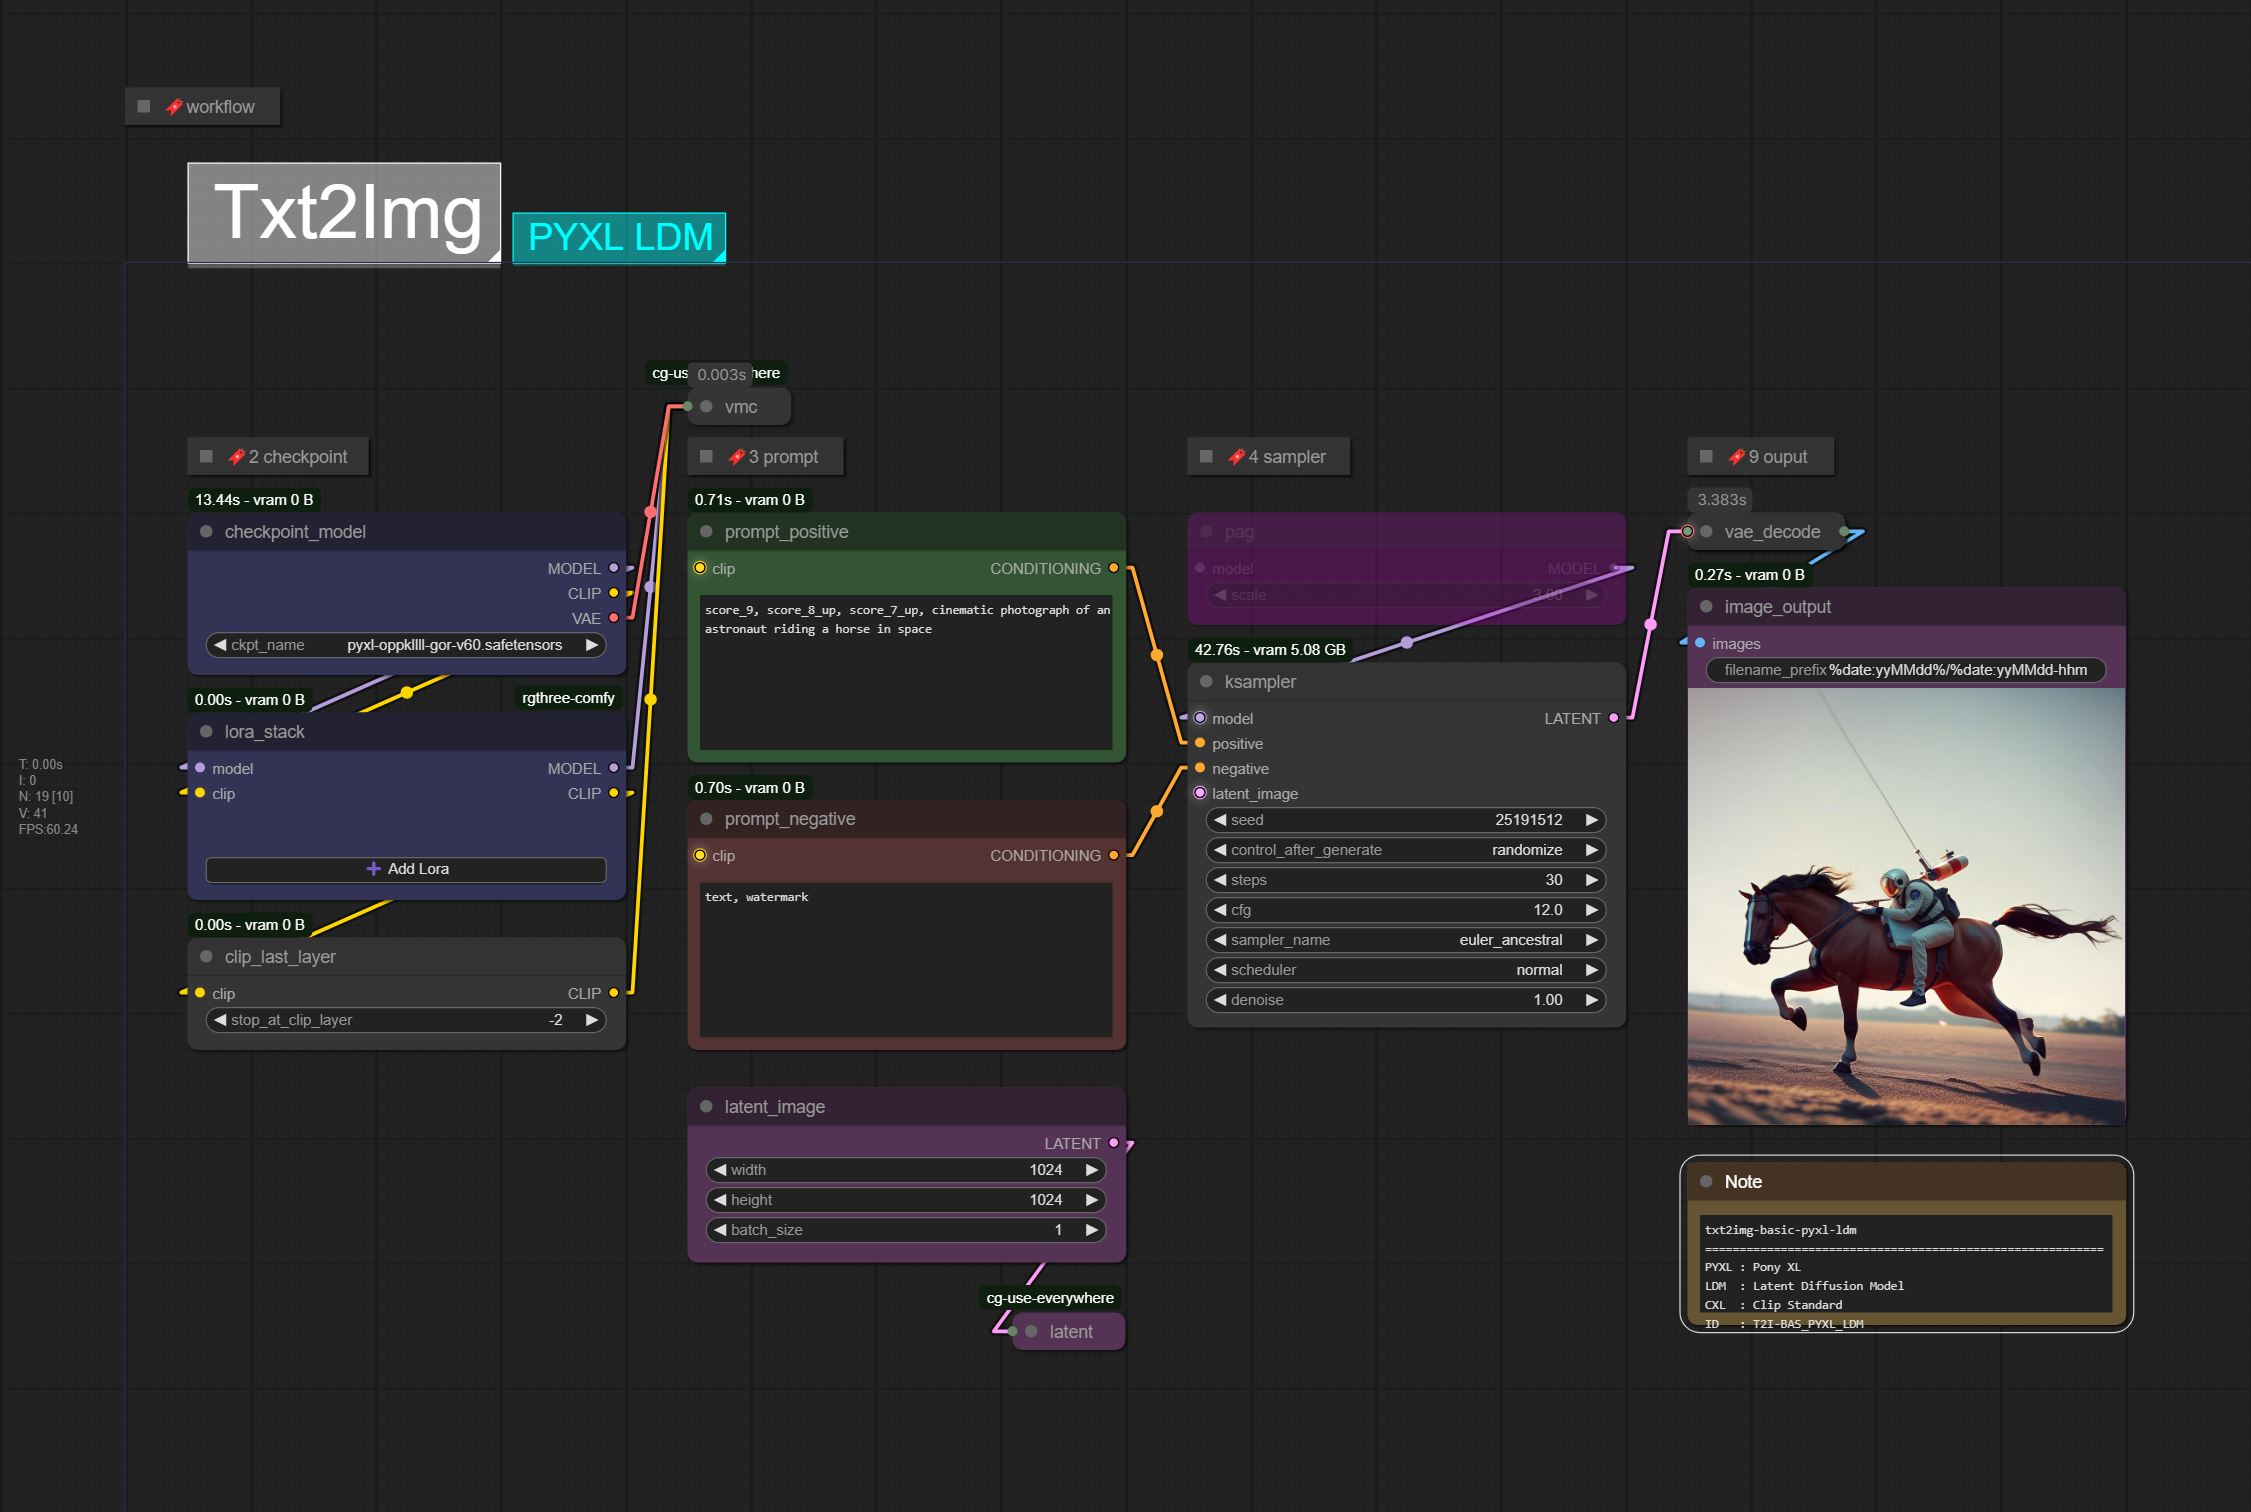 workflow
Txt2Img
PYXL LDM
0.003s
vmc
2 checkpoint
13.44s - vram 0 B
checkpoint_model
MODEL
CLIP
VAE
ckpt_name pyxl-oppkllll-gor-v60.safetensors
0.00s - vram 0 B
rgthree-comfy
lora_stack
model MODEL
clip CLIP
Add Lora
0.00s - vram 0 B
clip_last_layer
clip CLIP
stop_at_clip_layer -2
T: 0.00s
I: 0
N: 19 [10]
V: 41
FPS:60.24
3 prompt
0.71s - vram 0 B
prompt_positive
clip CONDITIONING
score_9, score_8_up, score_7_up, cinematic photograph of an
astronaut riding a horse in space
0.70s - vram 0 B
prompt_negative
clip CONDITIONING
text, watermark
latent_image
LATENT
width 1024
height 1024
batch_size 1
cg-use-everywhere
latent
4 sampler
pag
model MODEL
scale 3.00
42.76s - vram 5.08 GB
ksampler
model LATENT
positive
negative
latent_image
seed 25191512
control_after_generate randomize
steps 30
cfg 12.0
sampler_name euler_ancestral
scheduler normal
denoise 1.00
9 ouput
3.383s
vae_decode
0.27s - vram 0 B
image_output
images
filename_prefix %date:yyMMdd%/%date:yyMMdd-hhm
Note
txt2img-basic-pyxl-ldm
==========================================================
PYXL : Pony XL
LDM : Latent Diffusion Model
CXL : Clip Standard
ID : T2I-BAS_PYXL_LDM